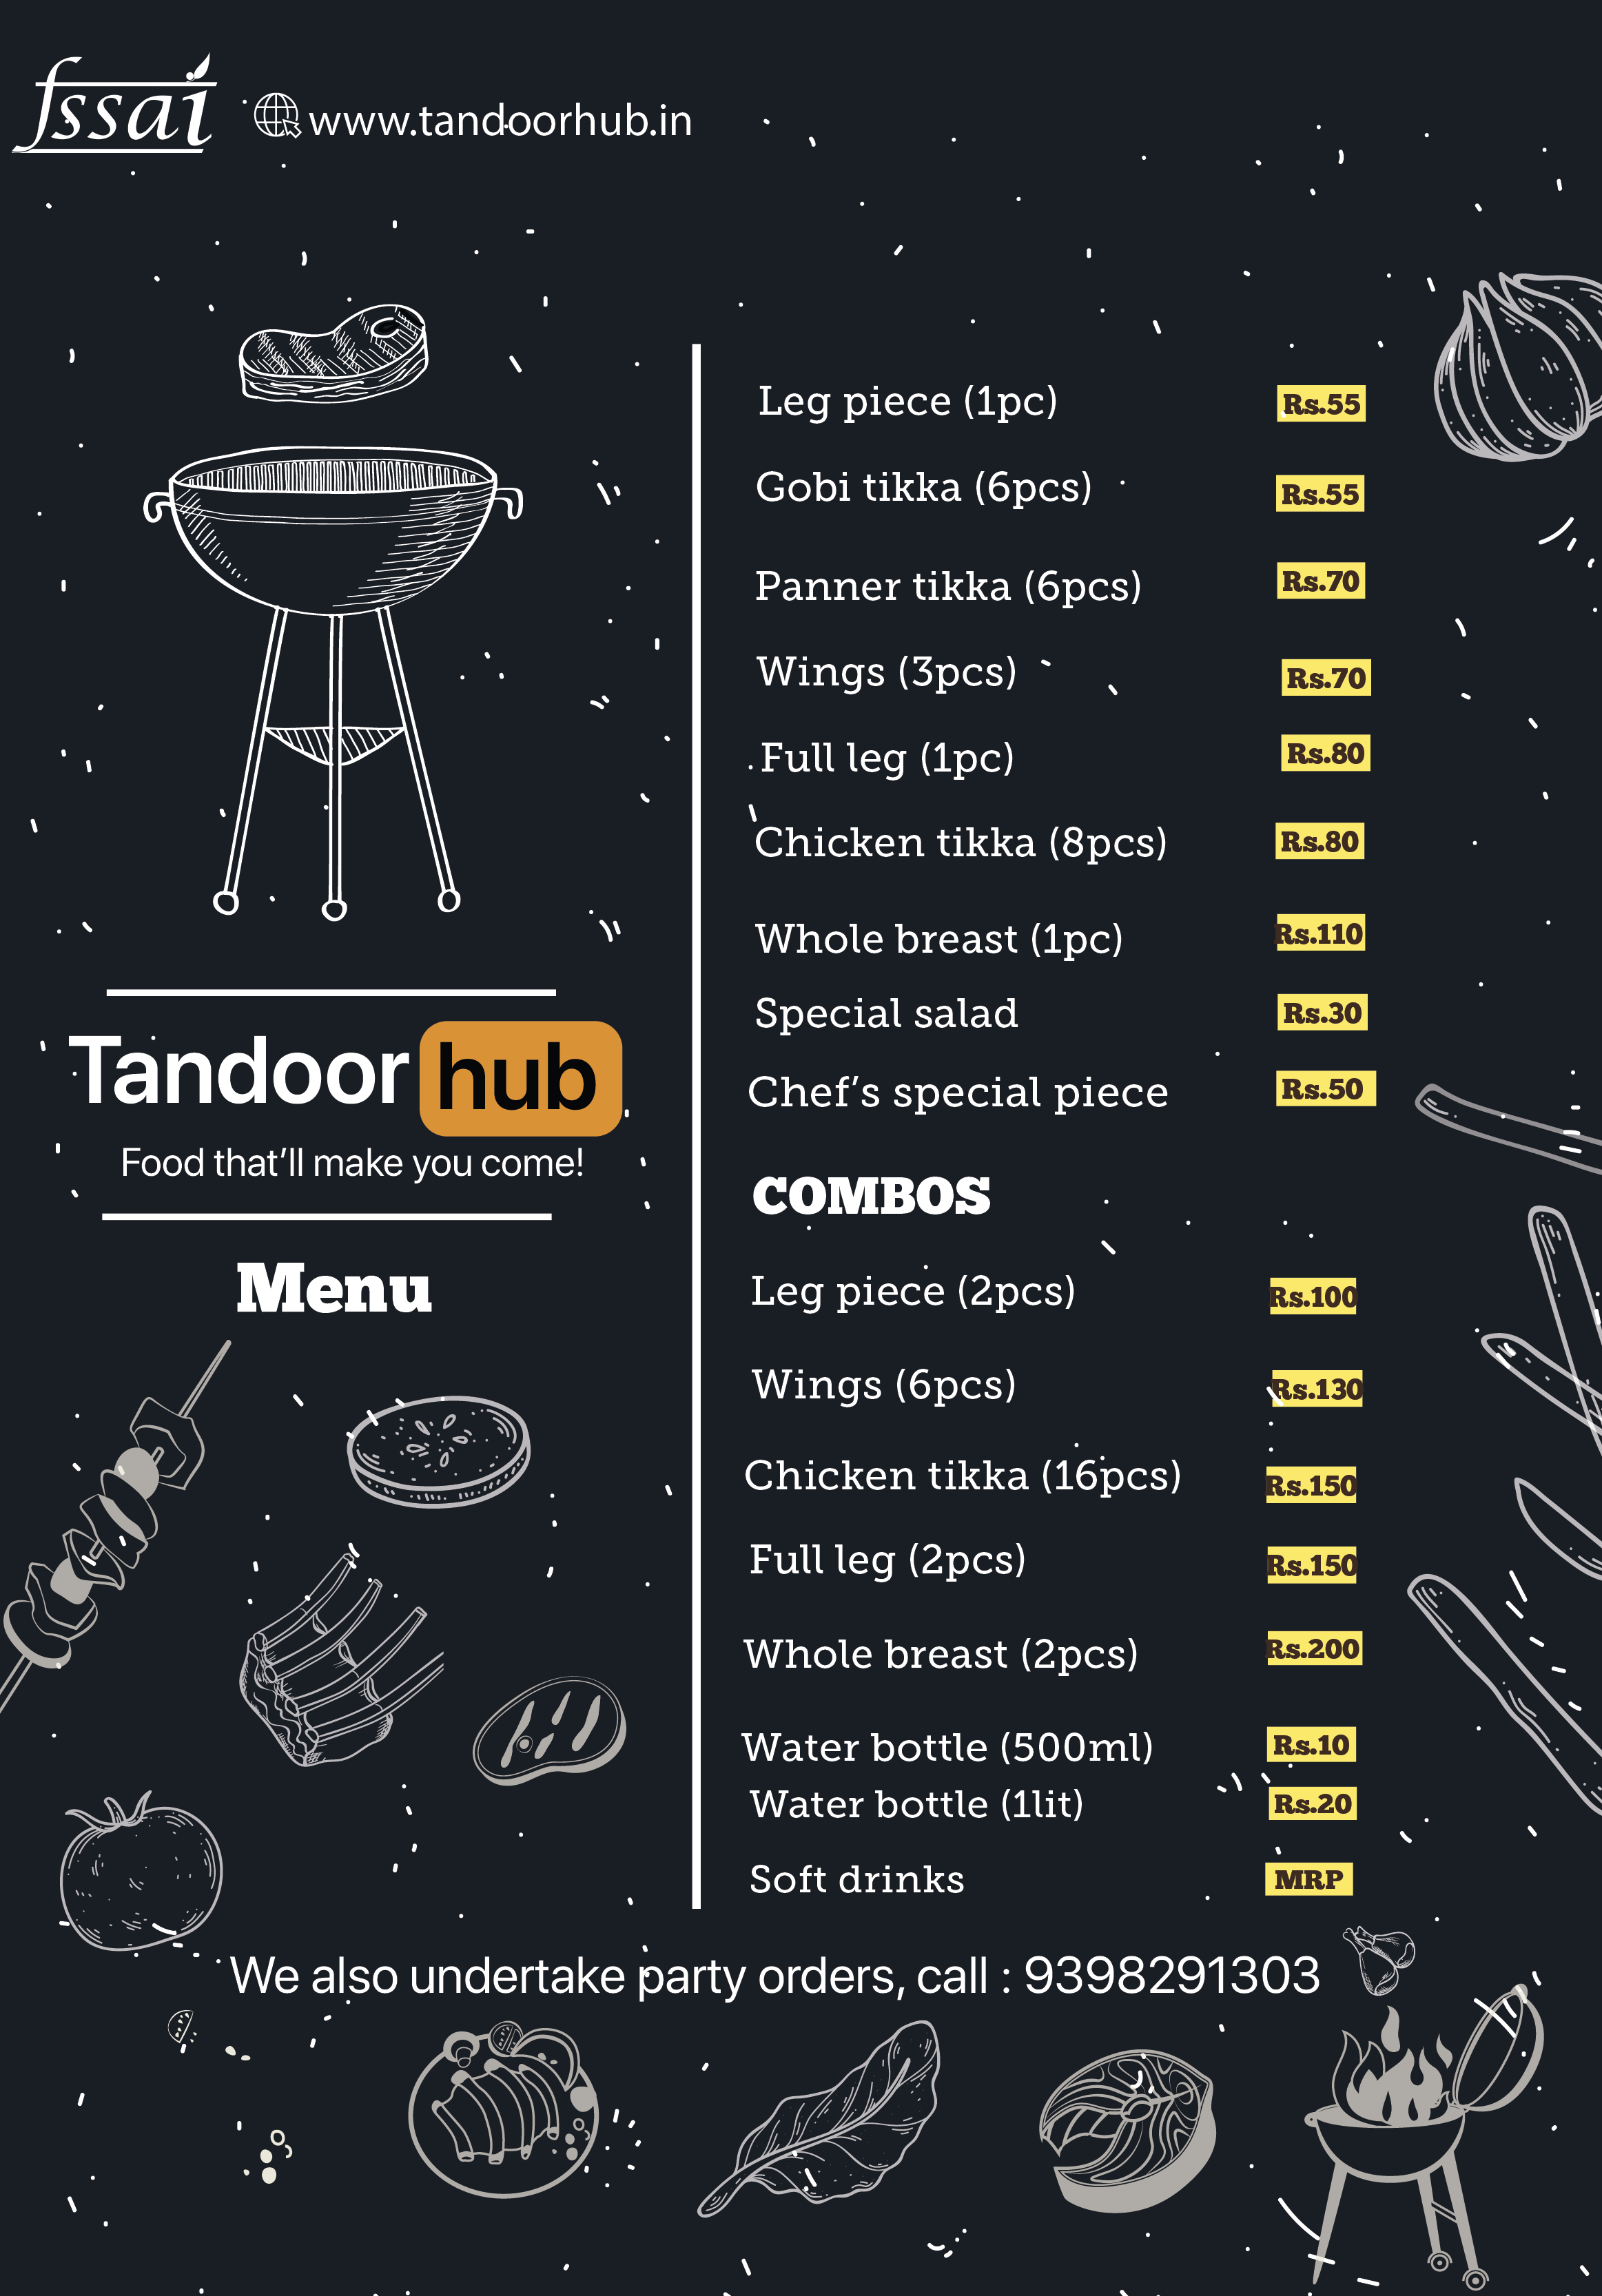 fssai
www.tandoorhub.in
Leg piece (1pc) Rs.55
Gobi tikka (6pcs) Rs.55
Panner tikka (6pcs) Rs.70
Wings (3pcs) Rs.70
Full leg (1pc) Rs.80
Chicken tikka (8pcs) Rs.80
Whole breast (1pc) Rs.110
Special salad Rs.30
Chef's special piece Rs.50
Tandoor hub
Food that'll make you come!
Menu
COMBOS
Leg piece (2pcs) Rs.100
Wings (6pcs) Rs.130
Chicken tikka (16pcs) Rs.150
Full leg (2pcs) Rs.150
Whole breast (2pcs) Rs.200
Water bottle (500ml) Rs.10
Water bottle (1lit) Rs.20
Soft drinks MRP
We also undertake party orders, call : 9398291303